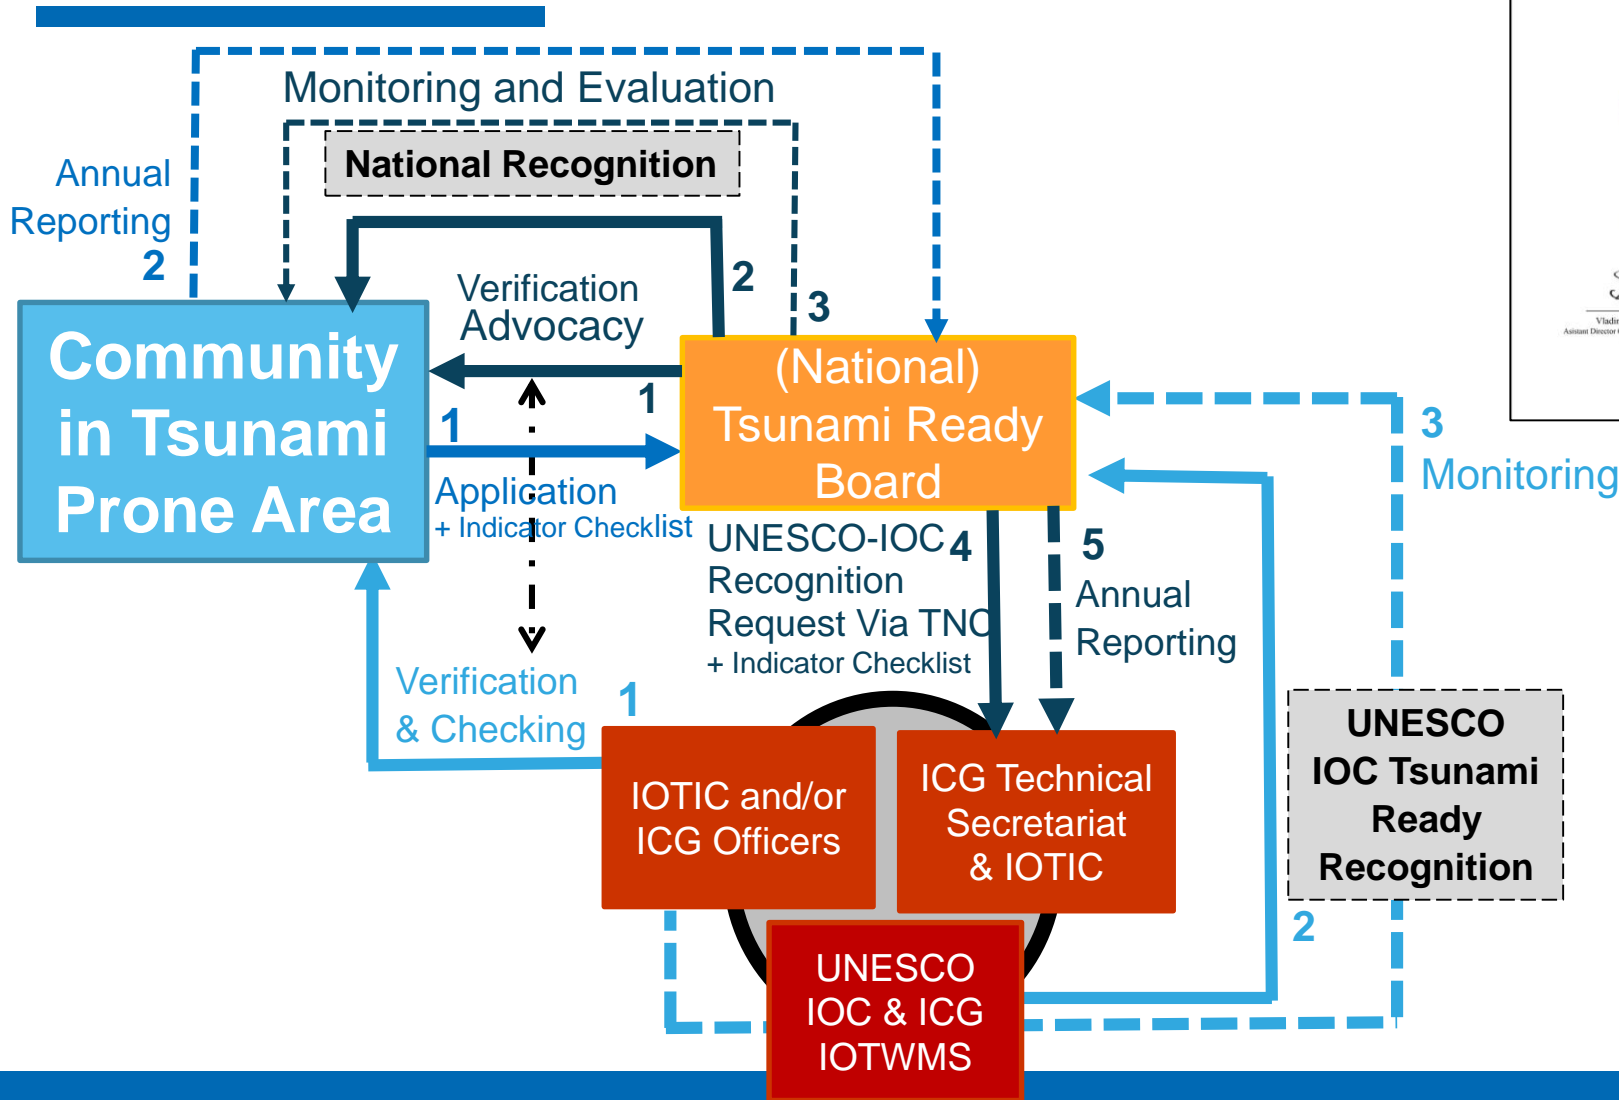 Monitoring and Evaluation
National Recognition
Annual
Reporting
2
Verification
Advocacy
2
3
1
1
Community
in Tsunami
Prone Area
(National)
Tsunami Ready
Board
Application
+ Indicator Checklist
UNESCO-IOC
Recognition
Request Via TNC
+ Indicator Checklist
4
5
Annual
Reporting
3
Monitoring
Verification
& Checking
1
IOTIC and/or
ICG Officers
ICG Technical
Secretariat
& IOTIC
UNESCO
IOC Tsunami
Ready
Recognition
2
UNESCO
IOC & ICG
IOTWMS
Vladin
Asistant Director